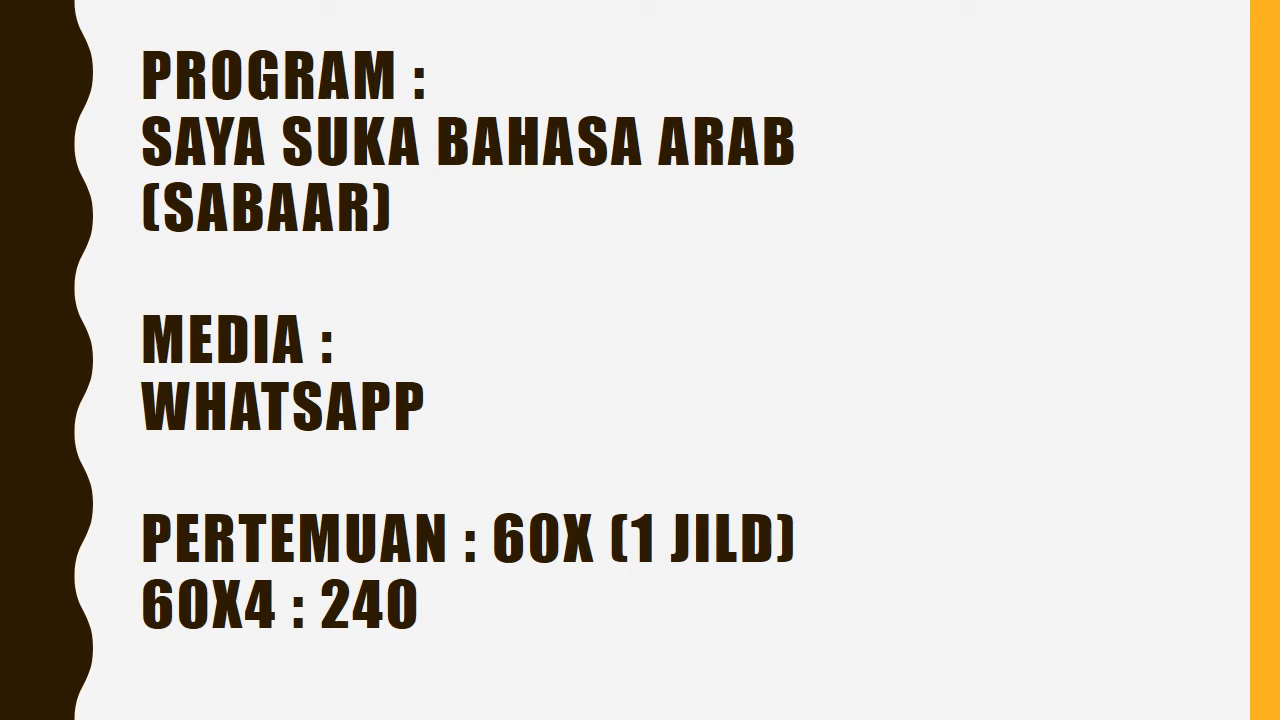 PROGRAM :
SAYA SUKA BAHASA ARAB
(SABAAR)
MEDIA :
WHATSAPP
PERTEMUAN : 60X (1 JILD)
60X4 : 240